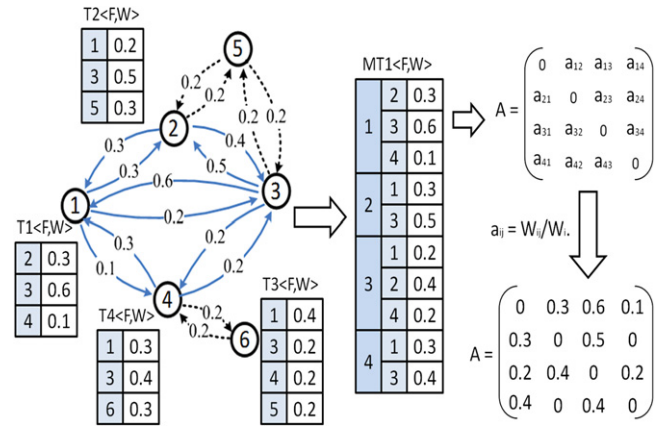 T2<F,W>
1 0.2
3 0.5
5 0.3
5
0.2
0.2
0.2
0.2
2
0.3
0.3
0.4
0.5
0.6
3
1
0.2
0.3
0.1
0.2
0.2
4
0.2
0.2
6
T1<F,W>
2 0.3
3 0.6
4 0.1
T4<F,W>
1 0.3
3 0.4
6 0.3
T3<F,W>
1 0.4
3 0.2
4 0.2
5 0.2
MT1<F,W>
1 2 0.3
3 0.6
4 0.1
2 1 0.3
3 0.5
3 1 0.2
2 0.4
4 0.2
4 1 0.3
3 0.4
A =
0 a12 a13 a14
a21 0 a23 a24
a31 a32 0 a34
a41 a42 a43 0
aij = Wij/Wi.
A =
0 0.3 0.6 0.1
0.3 0 0.5 0
0.2 0.4 0 0.2
0.4 0 0.4 0